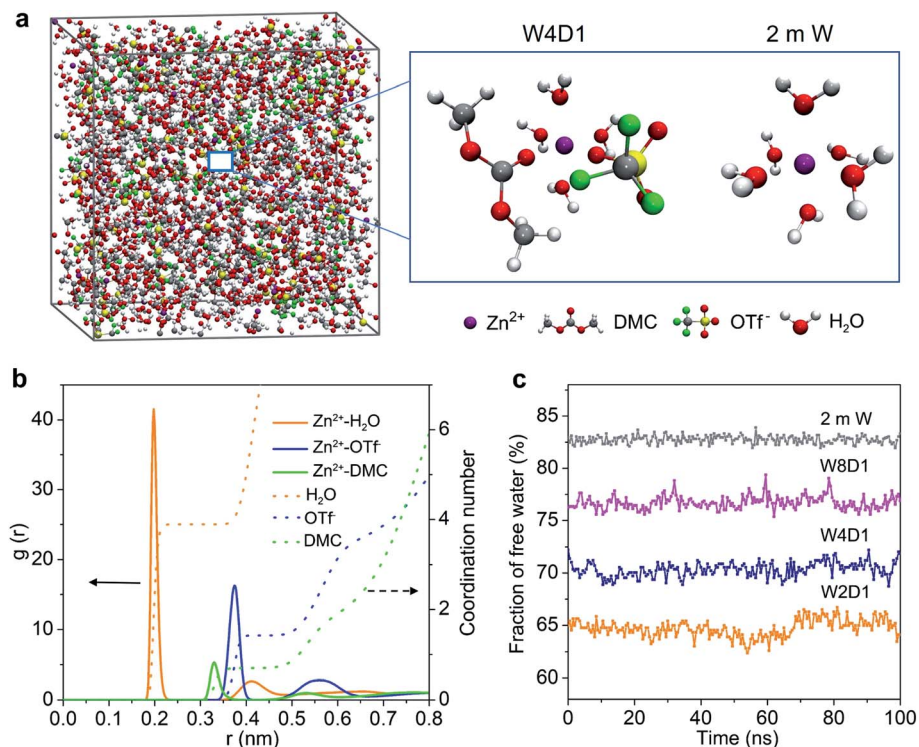 a
W4D1
2 m W
Zn²⁺
DMC
OTf⁻
H₂O
b
40
30
20
10
0
g (r)
Zn²⁺-H₂O
Zn²⁺-OTf
Zn²⁺-DMC
H₂O
OTf
DMC
6
4
2
0
Coordination number
0.0 0.1 0.2 0.3 0.4 0.5 0.6 0.7 0.8
r (nm)
c
85
80
75
70
65
60
Fraction of free water (%)
2 m W
W8D1
W4D1
W2D1
0 20 40 60 80 100
Time (ns)